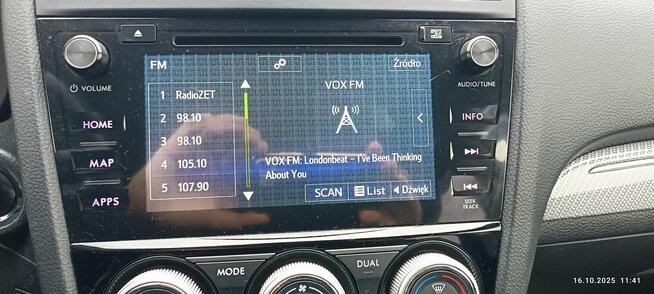 FM
Źródło
VOX FM
1 RadioZET
2 98.10
3 98.10
4 105.10
5 107.90
VOX FM: Londonbeat - I've Been Thinking
About You
SCAN
List
Dźwięk
VOLUME
HOME
MAP
APPS
AUDIO/TUNE
INFO
SEEK
TRACK
MODE
DUAL
16.10.2025 11:41